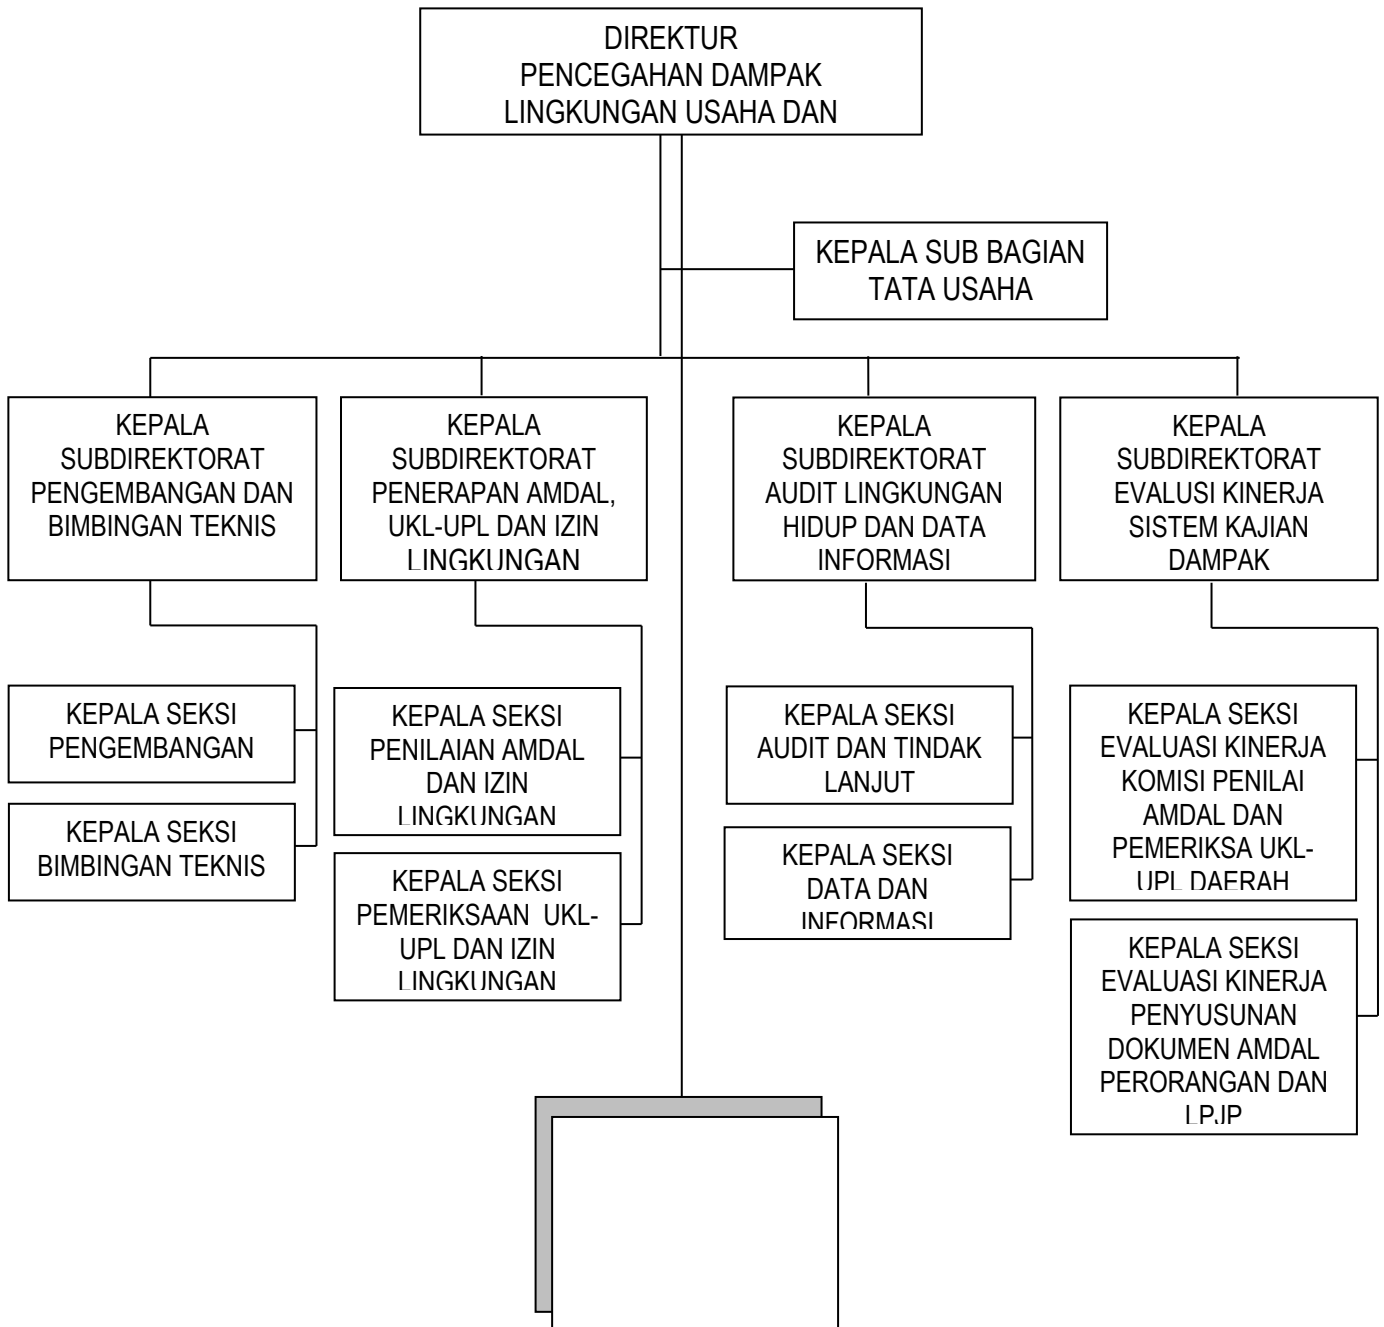 DIREKTUR
PENCEGAHAN DAMPAK
LINGKUNGAN USAHA DAN
KEPALA SUB BAGIAN
TATA USAHA
KEPALA
SUBDIREKTORAT
PENGEMBANGAN DAN
BIMBINGAN TEKNIS
KEPALA
SUBDIREKTORAT
PENERAPAN AMDAL,
UKL-UPL DAN IZIN
LINGKUNGAN
KEPALA
SUBDIREKTORAT
AUDIT LINGKUNGAN
HIDUP DAN DATA
INFORMASI
KEPALA
SUBDIREKTORAT
EVALUSI KINERJA
SISTEM KAJIAN
DAMPAK
KEPALA SEKSI
PENGEMBANGAN
KEPALA SEKSI
BIMBINGAN TEKNIS
KEPALA SEKSI
PENILAIAN AMDAL
DAN IZIN
LINGKUNGAN
KEPALA SEKSI
PEMERIKSAAN UKL-
UPL DAN IZIN
LINGKUNGAN
KEPALA SEKSI
AUDIT DAN TINDAK
LANJUT
KEPALA SEKSI
DATA DAN
INFORMASI
KEPALA SEKSI
EVALUASI KINERJA
KOMISI PENILAI
AMDAL DAN
PEMERIKSA UKL-
UPL DAERAH
KEPALA SEKSI
EVALUASI KINERJA
PENYUSUNAN
DOKUMEN AMDAL
PERORANGAN DAN
LPJP